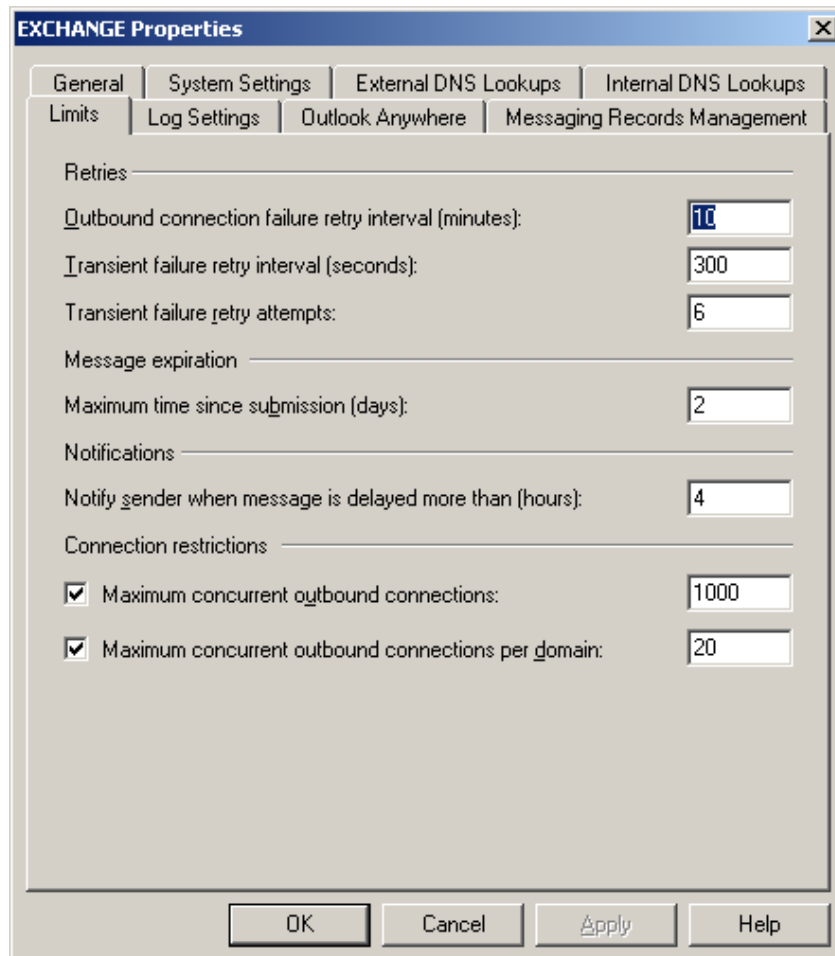 EXCHANGE Properties
General System Settings External DNS Lookups Internal DNS Lookups
Limits Log Settings Outlook Anywhere Messaging Records Management
Retries
Outbound connection failure retry interval (minutes): 10
Transient failure retry interval (seconds): 300
Transient failure retry attempts: 6
Message expiration
Maximum time since submission (days): 2
Notifications
Notify sender when message is delayed more than (hours): 4
Connection restrictions
Maximum concurrent outbound connections: 1000
Maximum concurrent outbound connections per domain: 20
OK Cancel Apply Help